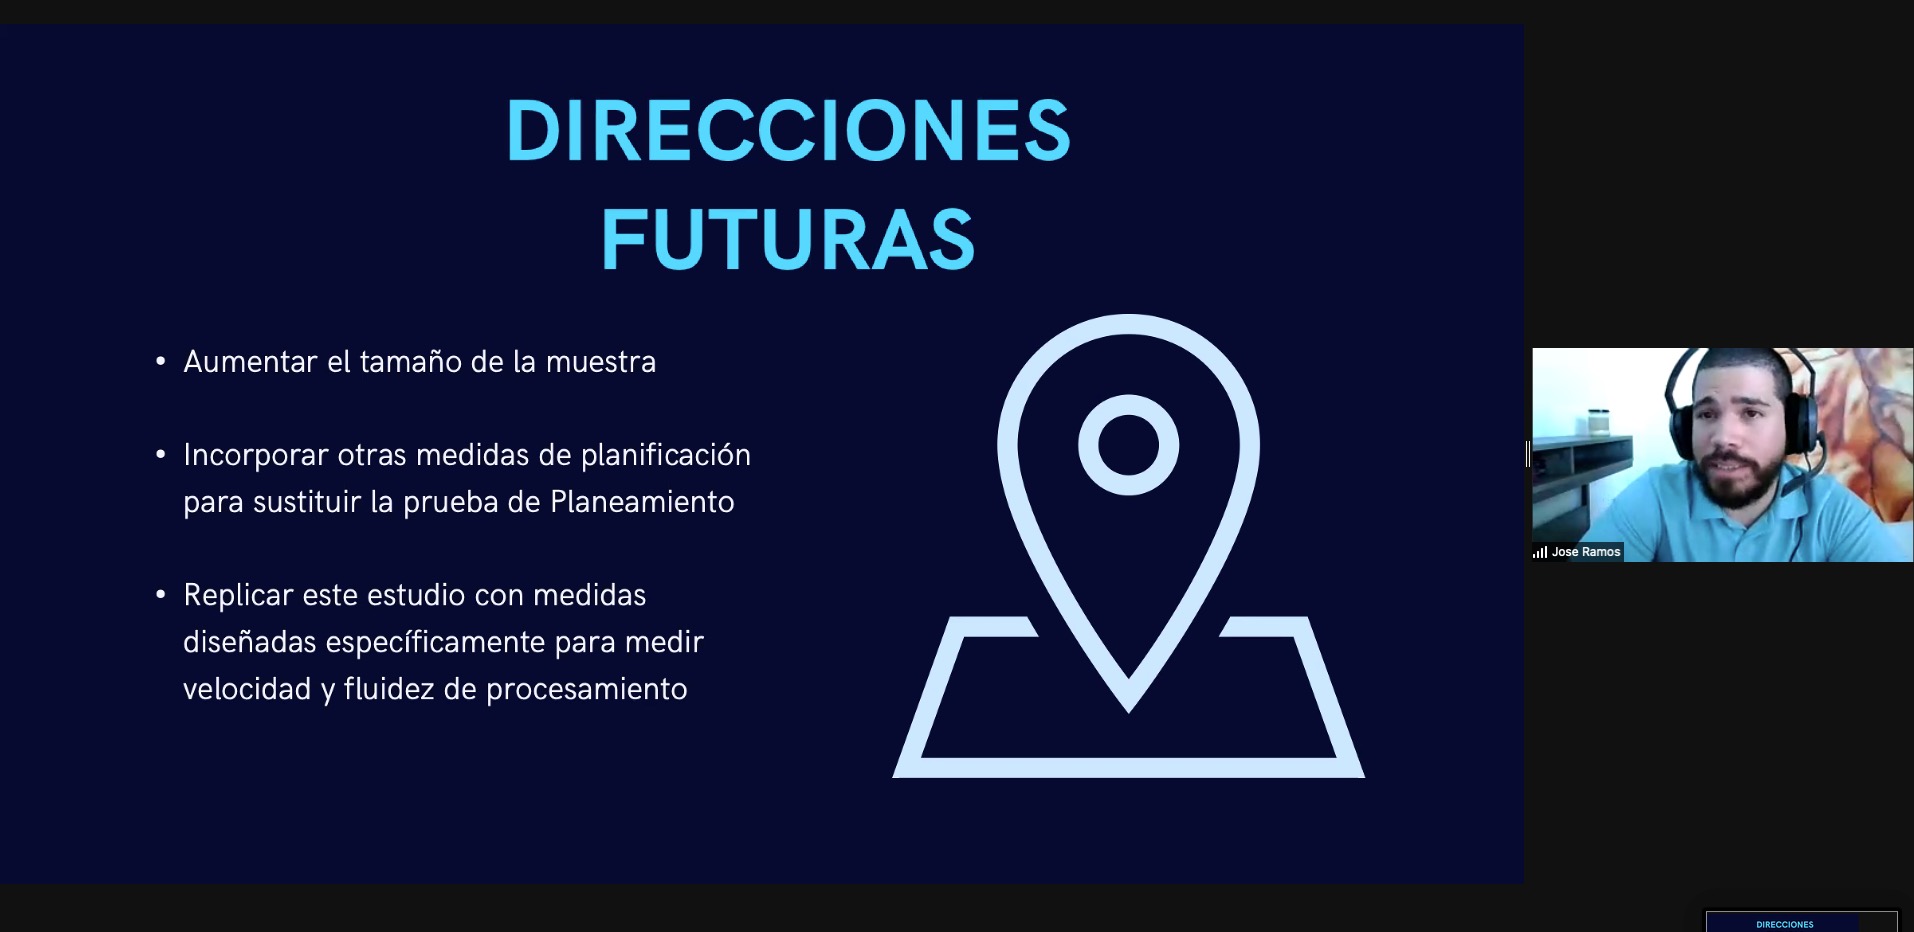 DIRECCIONES
FUTURAS
• Aumentar el tamaño de la muestra
• Incorporar otras medidas de planificación
para sustituir la prueba de Planeamiento
• Replicar este estudio con medidas
diseñadas específicamente para medir
velocidad y fluidez de procesamiento
Jose Ramos
DIRECCIONES